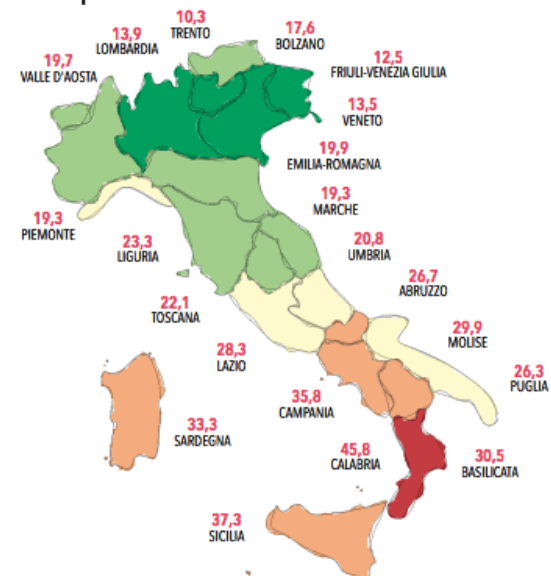 10,3
TRENTO
17,6
BOLZANO
13,9
LOMBARDIA
12,5
FRIULI-VENEZIA GIULIA
19,7
VALLE D'AOSTA
13,5
VENETO
19,9
EMILIA-ROMAGNA
19,3
MARCHE
19,3
PIEMONTE
23,3
LIGURIA
20,8
UMBRIA
26,7
ABRUZZO
22,1
TOSCANA
29,9
MOLISE
28,3
LAZIO
26,3
PUGLIA
35,8
CAMPANIA
33,3
SARDEGNA
45,8
CALABRIA
30,5
BASILICATA
37,3
SICILIA